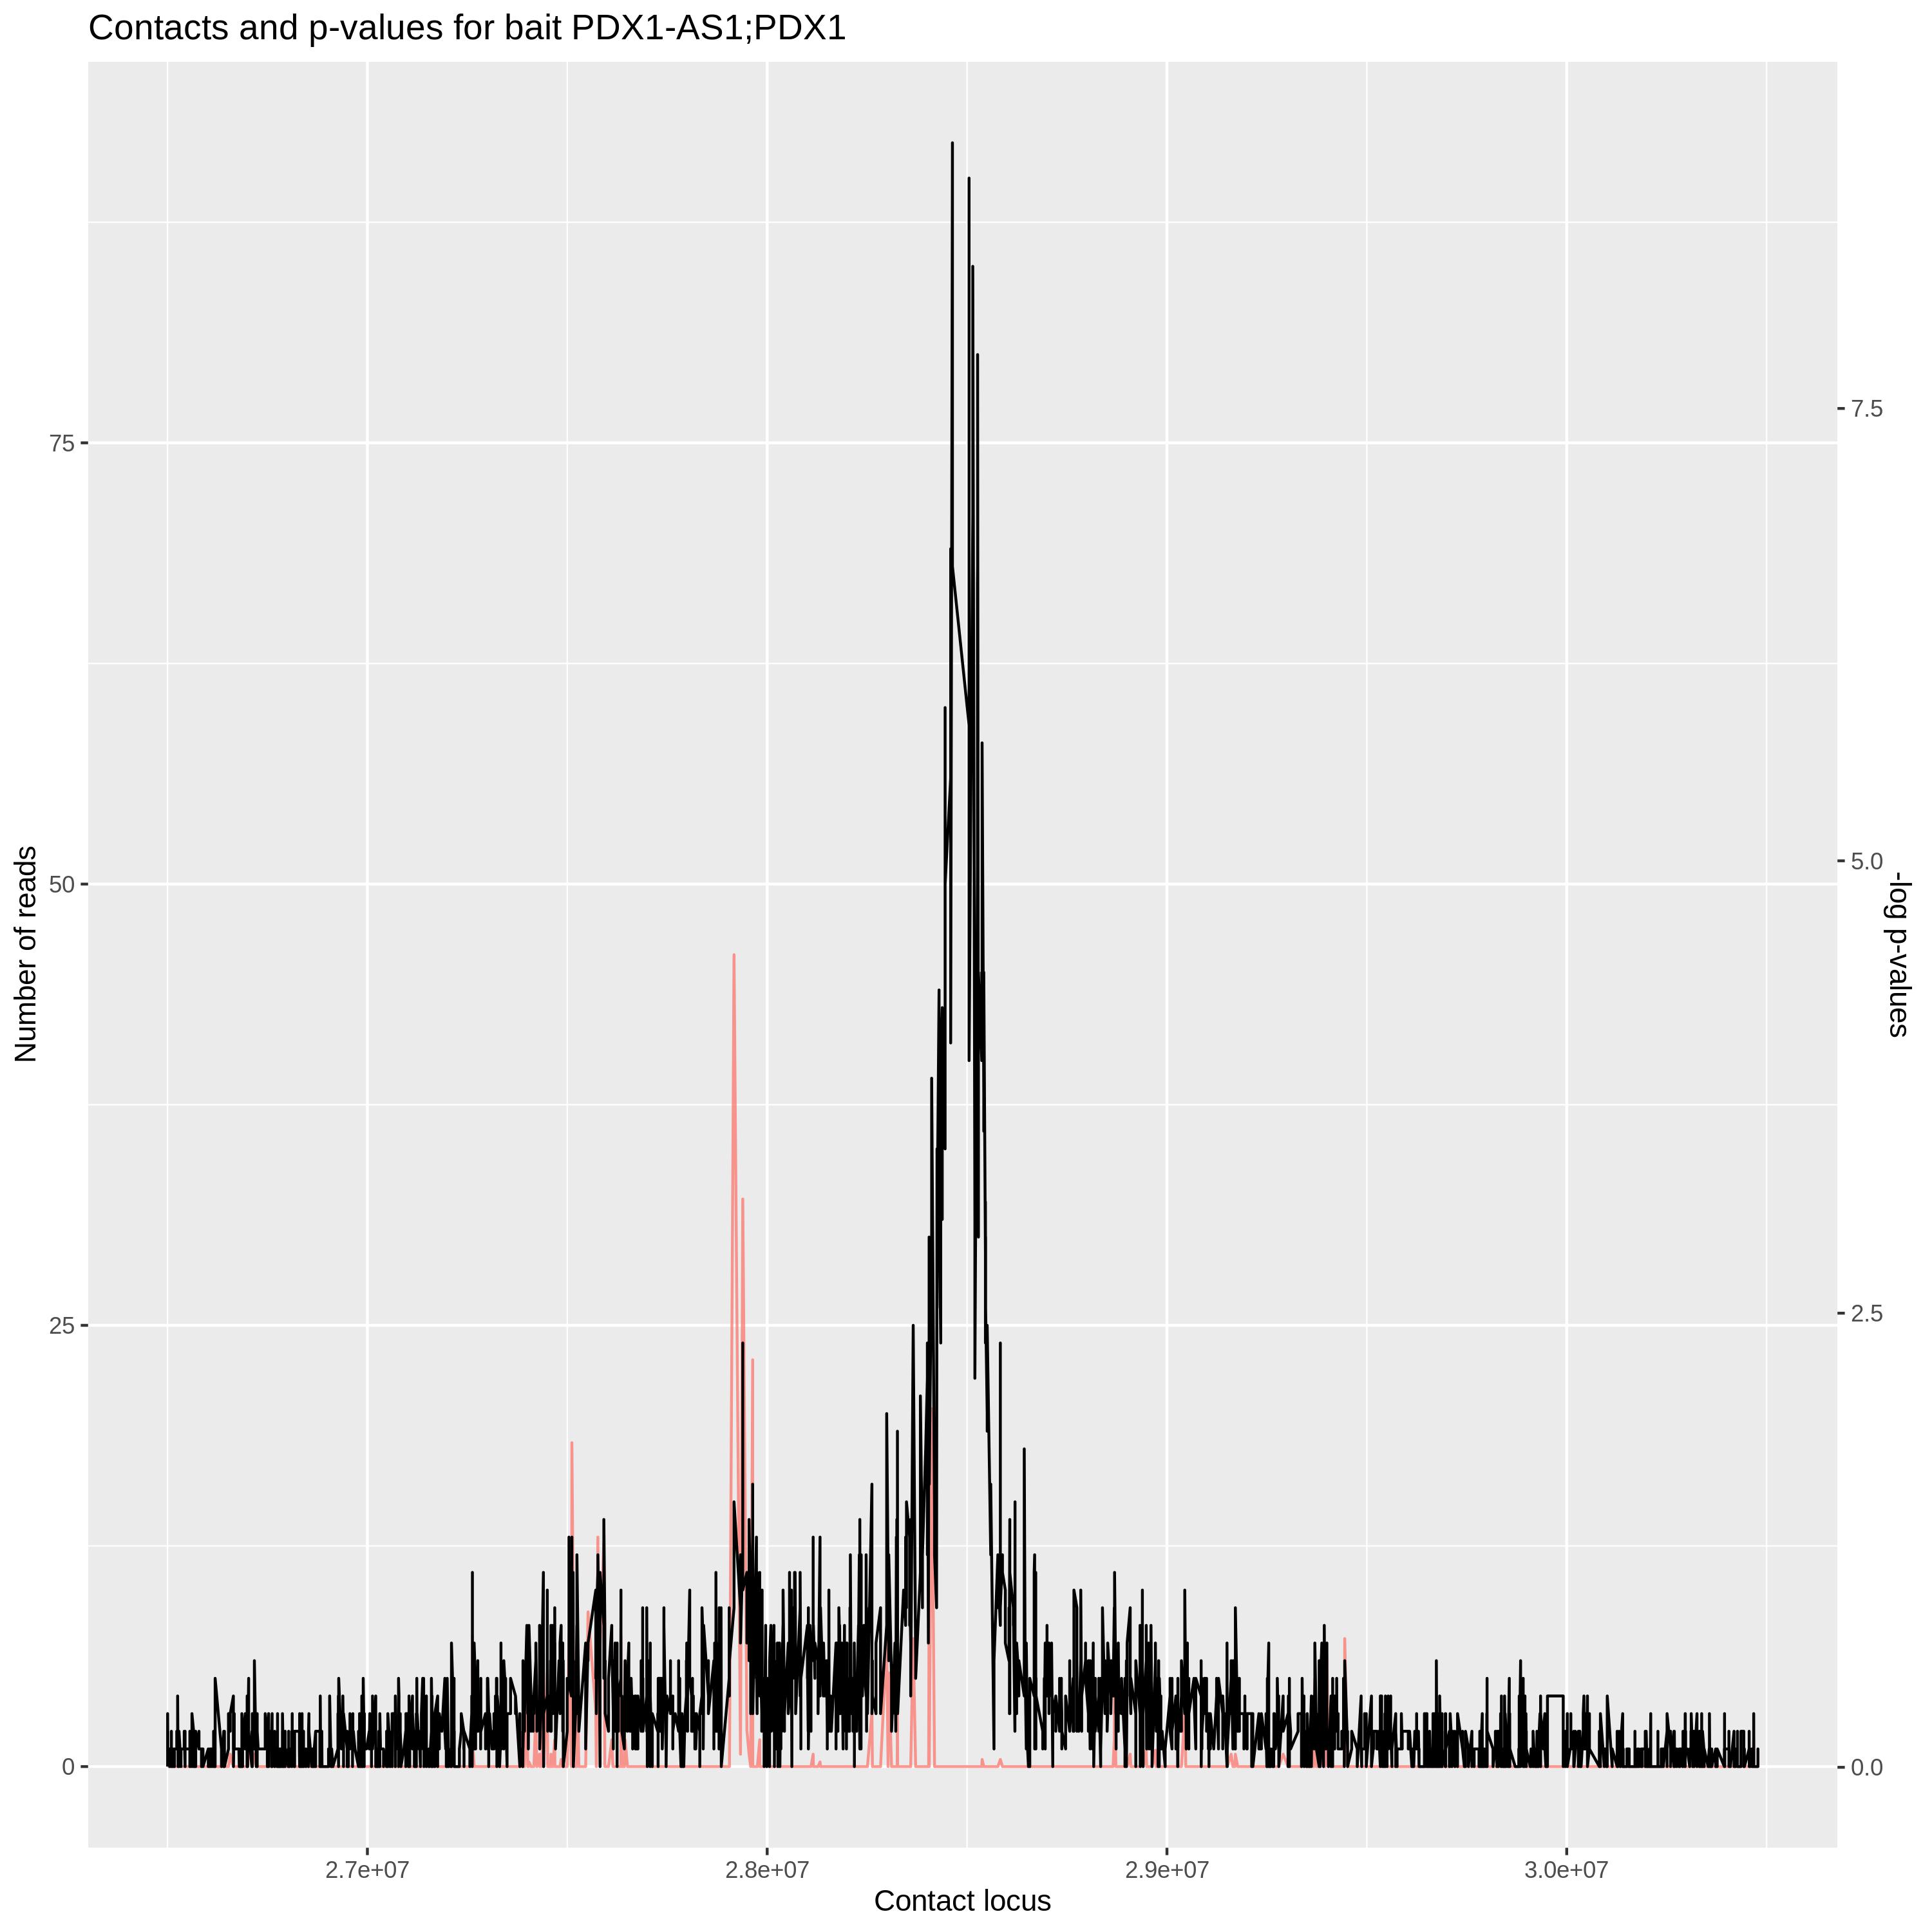 Contacts and p-values for bait PDX1-AS1;PDX1
Number of reads
75
50
25
0
7.5
5.0
2.5
0.0
-log p-values
2.7e+07
2.8e+07
2.9e+07
3.0e+07
Contact locus